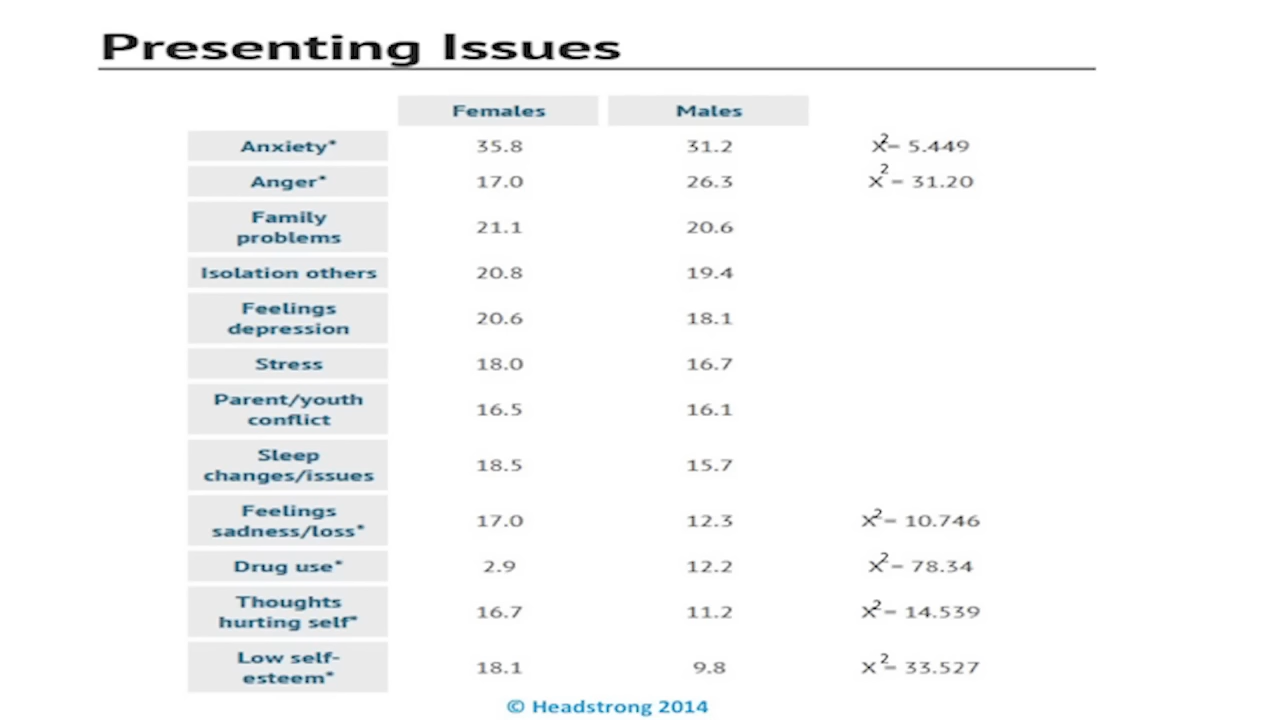 Presenting Issues
Females Males
Anxiety* 35.8 31.2 x2– 5.449
Anger* 17.0 26.3 x2– 31.20
Family
problems 21.1 20.6
Isolation others 20.8 19.4
Feelings
depression 20.6 18.1
Stress 18.0 16.7
Parent/youth
conflict 16.5 16.1
Sleep
changes/issues 18.5 15.7
Feelings
sadness/loss* 17.0 12.3 x2– 10.746
Drug use* 2.9 12.2 x2– 78.34
Thoughts
hurting self* 16.7 11.2 x2– 14.539
Low self-
esteem* 18.1 9.8 x2– 33.527
© Headstrong 2014